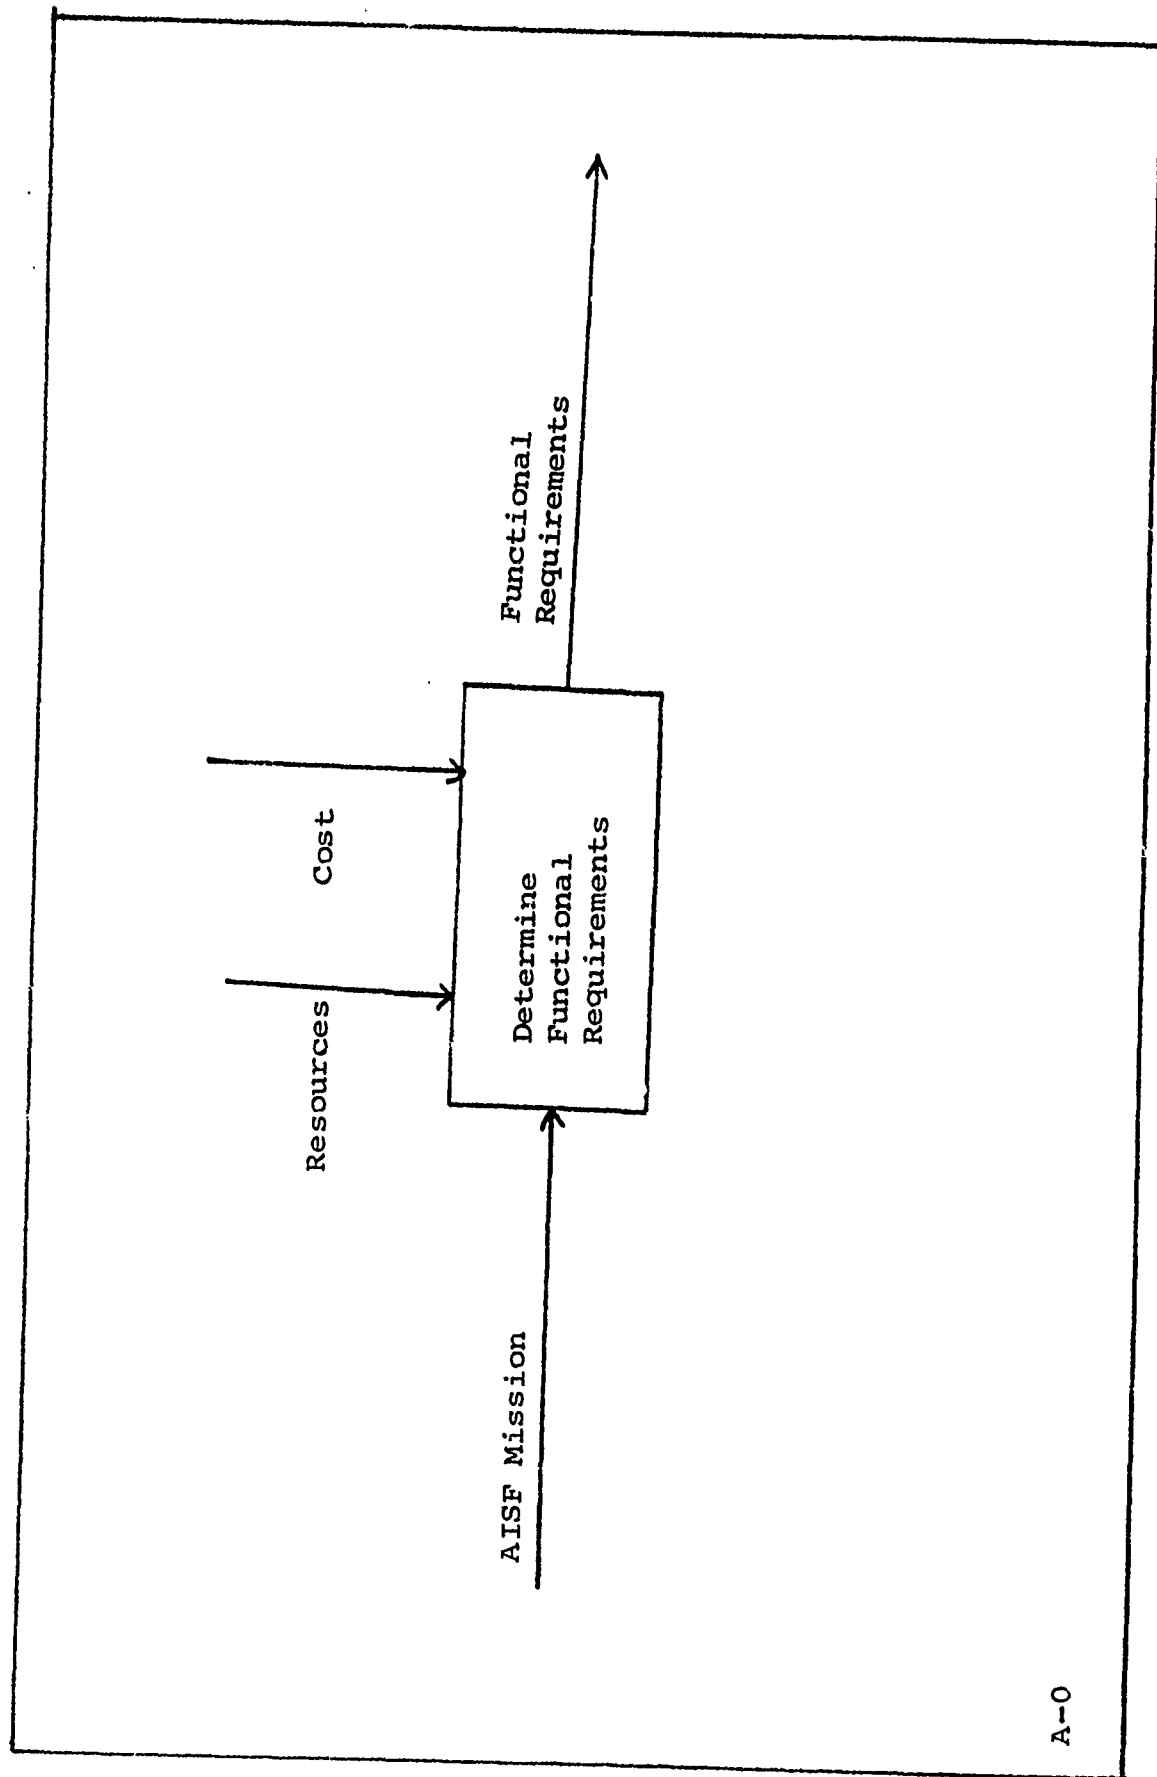 Resources
Cost
AISF Mission
Determine
Functional
Requirements
Functional
Requirements
A-0